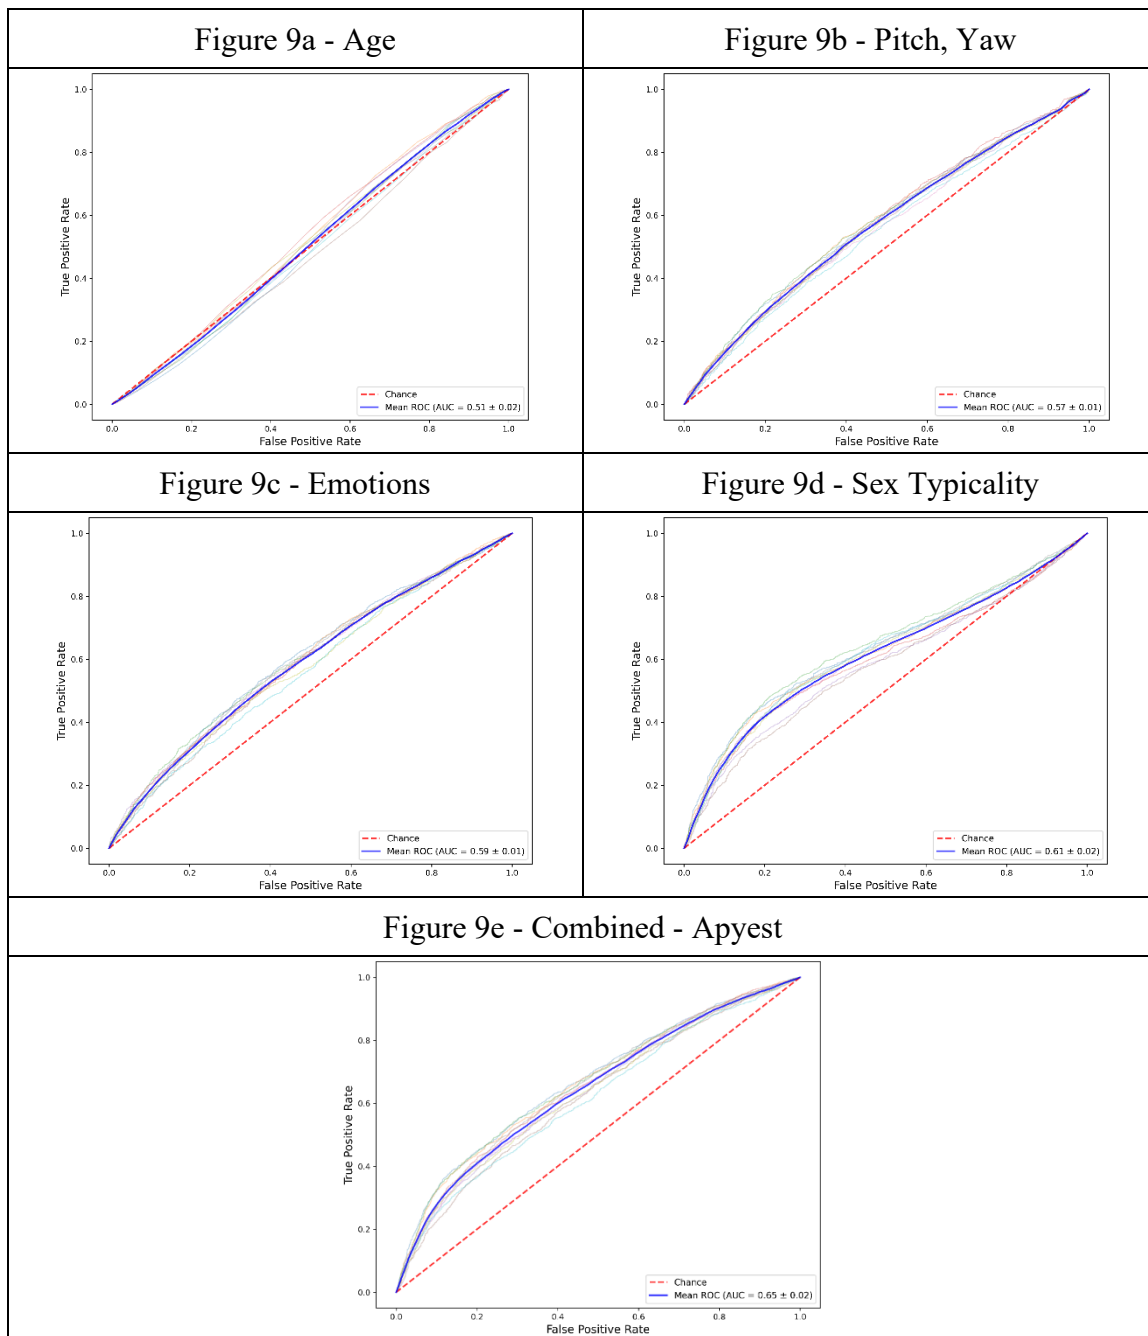 Figure 9a - Age
Figure 9b - Pitch, Yaw
1.0
0.8
0.6
0.4
0.2
0.0
True Positive Rate
0.0 0.2 0.4 0.6 0.8 1.0
False Positive Rate
Chance
Mean ROC (AUC = 0.51 ± 0.02)
1.0
0.8
0.6
0.4
0.2
0.0
True Positive Rate
0.0 0.2 0.4 0.6 0.8 1.0
False Positive Rate
Chance
Mean ROC (AUC = 0.57 ± 0.01)
Figure 9c - Emotions
Figure 9d - Sex Typicality
1.0
0.8
0.6
0.4
0.2
0.0
True Positive Rate
0.0 0.2 0.4 0.6 0.8 1.0
False Positive Rate
Chance
Mean ROC (AUC = 0.59 ± 0.01)
1.0
0.8
0.6
0.4
0.2
0.0
True Positive Rate
0.0 0.2 0.4 0.6 0.8 1.0
False Positive Rate
Chance
Mean ROC (AUC = 0.61 ± 0.02)
Figure 9e - Combined - Apyest
1.0
0.8
0.6
0.4
0.2
0.0
True Positive Rate
0.0 0.2 0.4 0.6 0.8 1.0
False Positive Rate
Chance
Mean ROC (AUC = 0.65 ± 0.02)